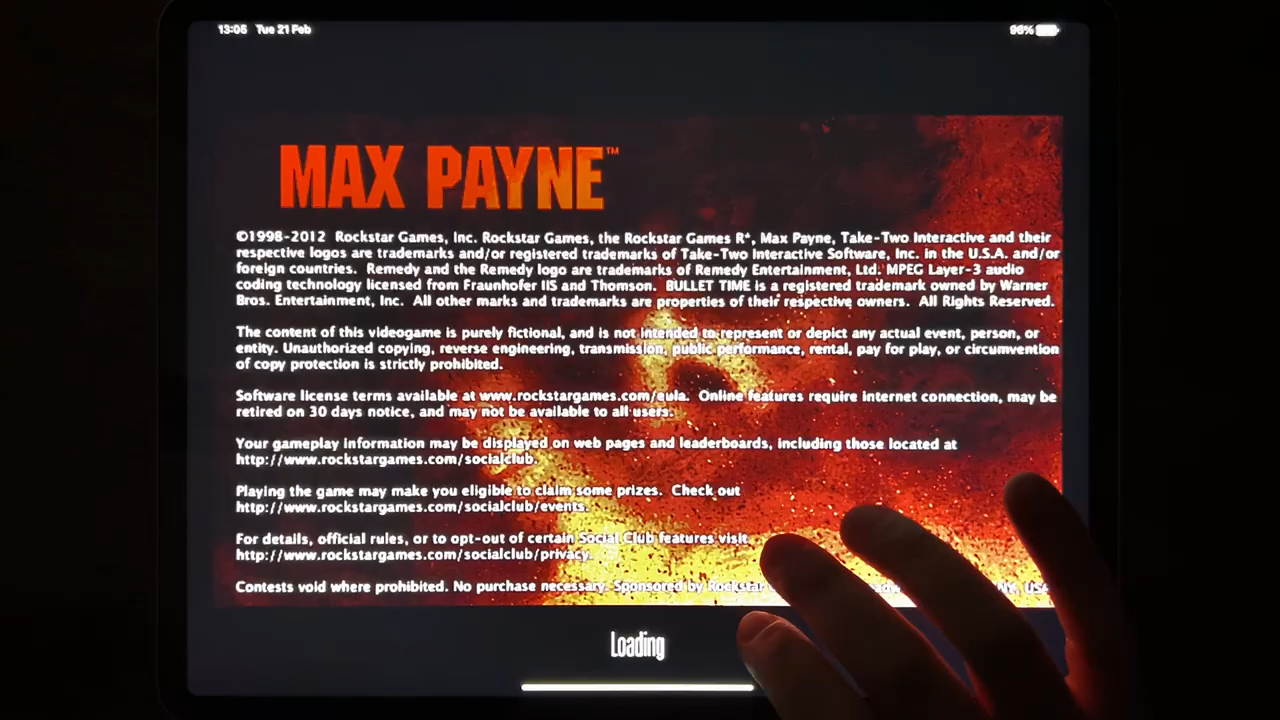 13:05 Tue 21 Feb
96%
MAX PAYNE™
©1998-2012 Rockstar Games, Inc. Rockstar Games, the Rockstar Games R*, Max Payne, Take-Two Interactive and their
respective logos are trademarks and/or registered trademarks of Take-Two Interactive Software, Inc. in the U.S.A. and/or
foreign countries. Remedy and the Remedy logo are trademarks of Remedy Entertainment, Ltd. MPEG Layer-3 audio
coding technology licensed from Fraunhofer IIS and Thomson. BULLET TIME is a registered trademark owned by Warner
Bros. Entertainment, Inc. All other marks and trademarks are properties of their respective owners. All Rights Reserved.
The content of this videogame is purely fictional, and is not intended to represent or depict any actual event, person, or
entity. Unauthorized copying, reverse engineering, transmission, public performance, rental, pay for play, or circumvention
of copy protection is strictly prohibited.
Software license terms available at www.rockstargames.com/eula. Online features require internet connection, may be
retired on 30 days notice, and may not be available to all users.
Your gameplay information may be displayed on web pages and leaderboards, including those located at
http://www.rockstargames.com/socialclub.
Playing the game may make you eligible to claim some prizes. Check out
http://www.rockstargames.com/socialclub/events.
For details, official rules, or to opt-out of certain Social Club features visit
http://www.rockstargames.com/socialclub/privacy.
Contests void where prohibited. No purchase necessary. Sponsored by Rockstar NY, USA
Loading